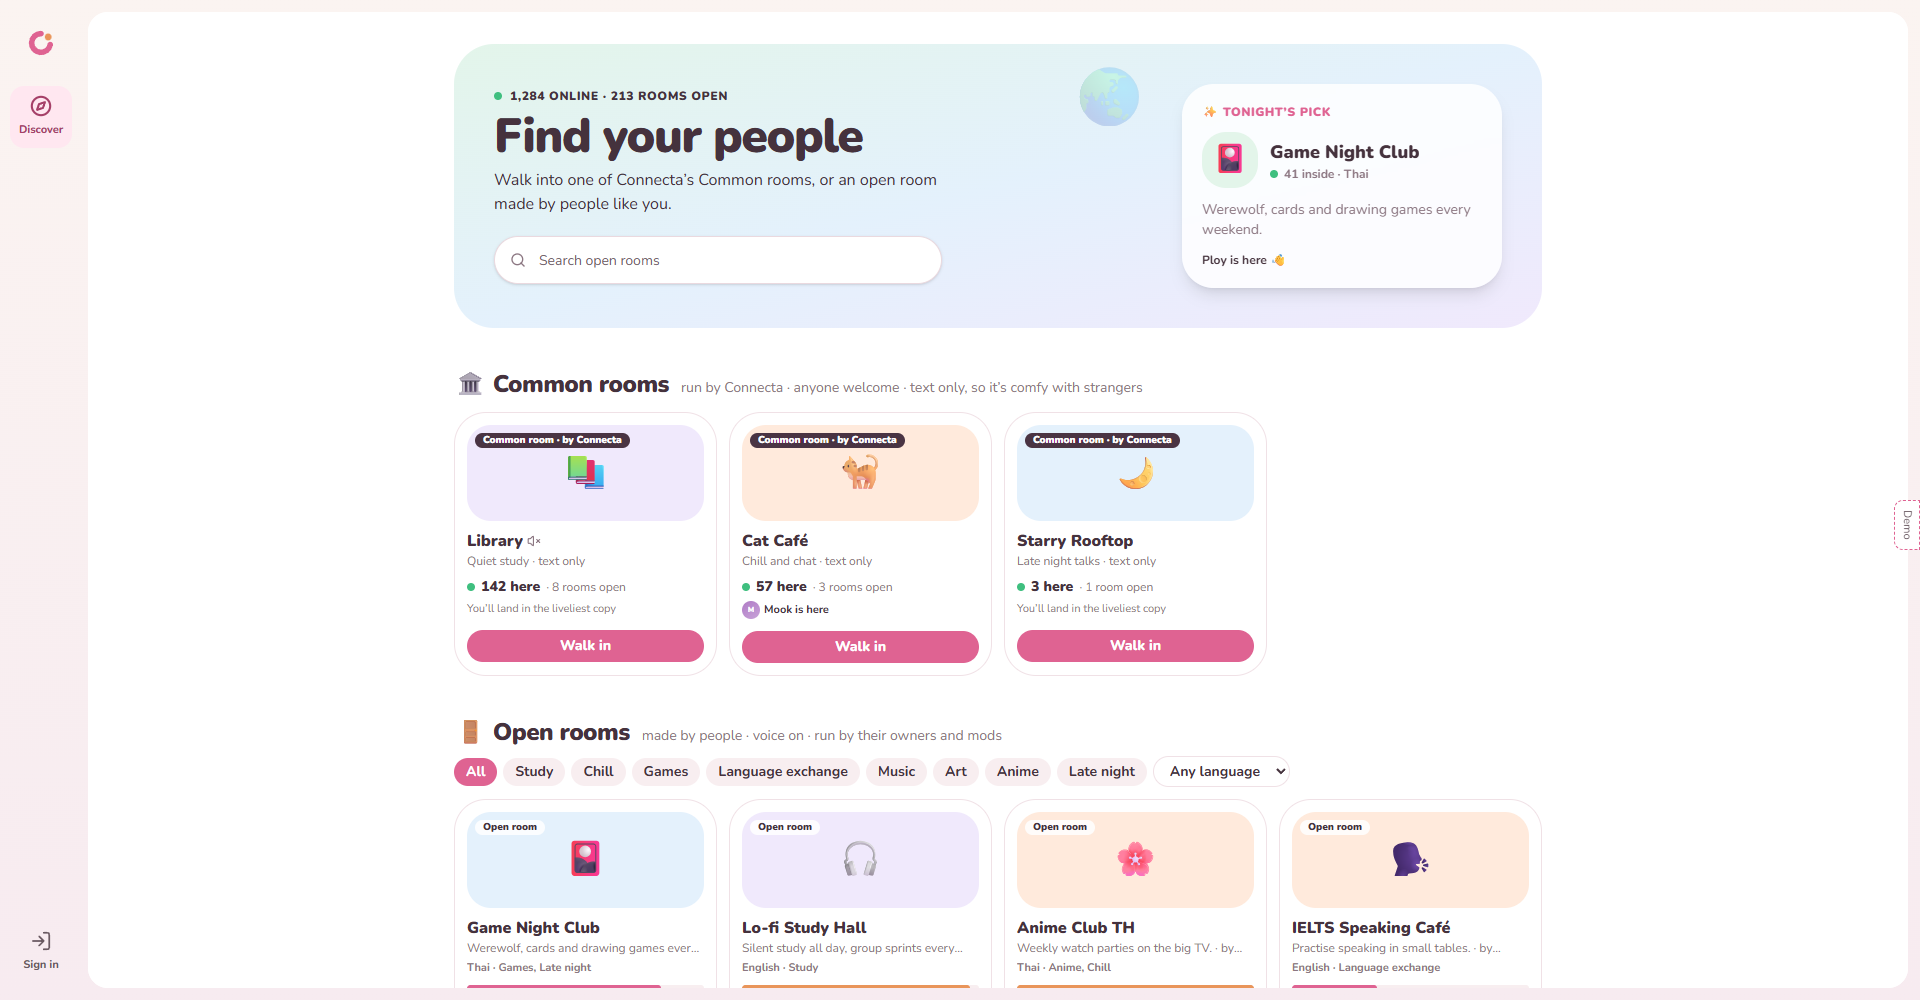 Discover
1,284 ONLINE · 213 ROOMS OPEN
Find your people
Walk into one of Connecta’s Common rooms, or an open room
made by people like you.
Search open rooms
✨ TONIGHT’S PICK
Game Night Club
41 inside · Thai
Werewolf, cards and drawing games every
weekend.
Ploy is here 👋
Common rooms
run by Connecta · anyone welcome · text only, so it’s comfy with strangers
Common room · by Connecta
Library
Quiet study · text only
142 here · 8 rooms open
You’ll land in the liveliest copy
Walk in
Common room · by Connecta
Cat Café
Chill and chat · text only
57 here · 3 rooms open
M Mook is here
Walk in
Common room · by Connecta
Starry Rooftop
Late night talks · text only
3 here · 1 room open
You’ll land in the liveliest copy
Walk in
Open rooms
made by people · voice on · run by their owners and mods
All
Study
Chill
Games
Language exchange
Music
Art
Anime
Late night
Any language
Open room
Game Night Club
Werewolf, cards and drawing games ever…
Thai · Games, Late night
Open room
Lo-fi Study Hall
Silent study all day, group sprints every…
English · Study
Open room
Anime Club TH
Weekly watch parties on the big TV. · by…
Thai · Anime, Chill
Open room
IELTS Speaking Café
Practise speaking in small tables. · by…
English · Language exchange
Demo
Sign in